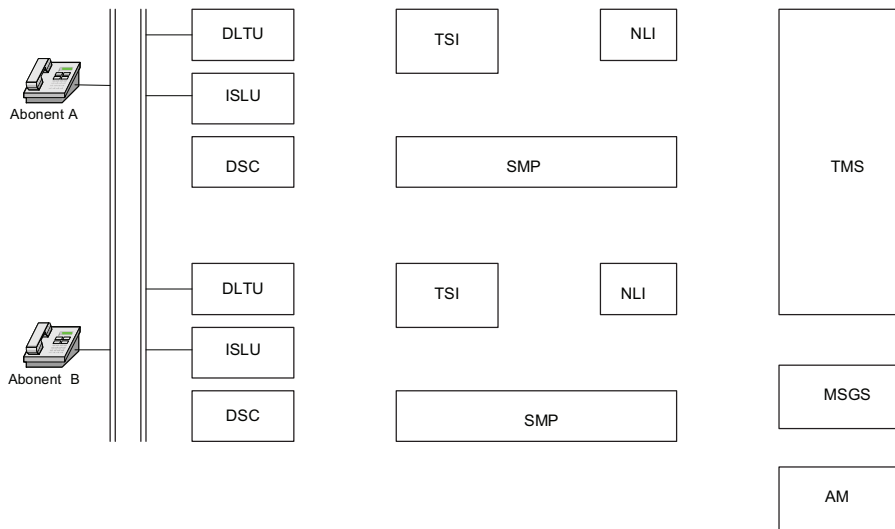 DLTU
TSI
NLI
Abonent A
ISLU
DSC
SMP
TMS
DLTU
TSI
NLI
Abonent B
ISLU
DSC
SMP
MSGS
AM